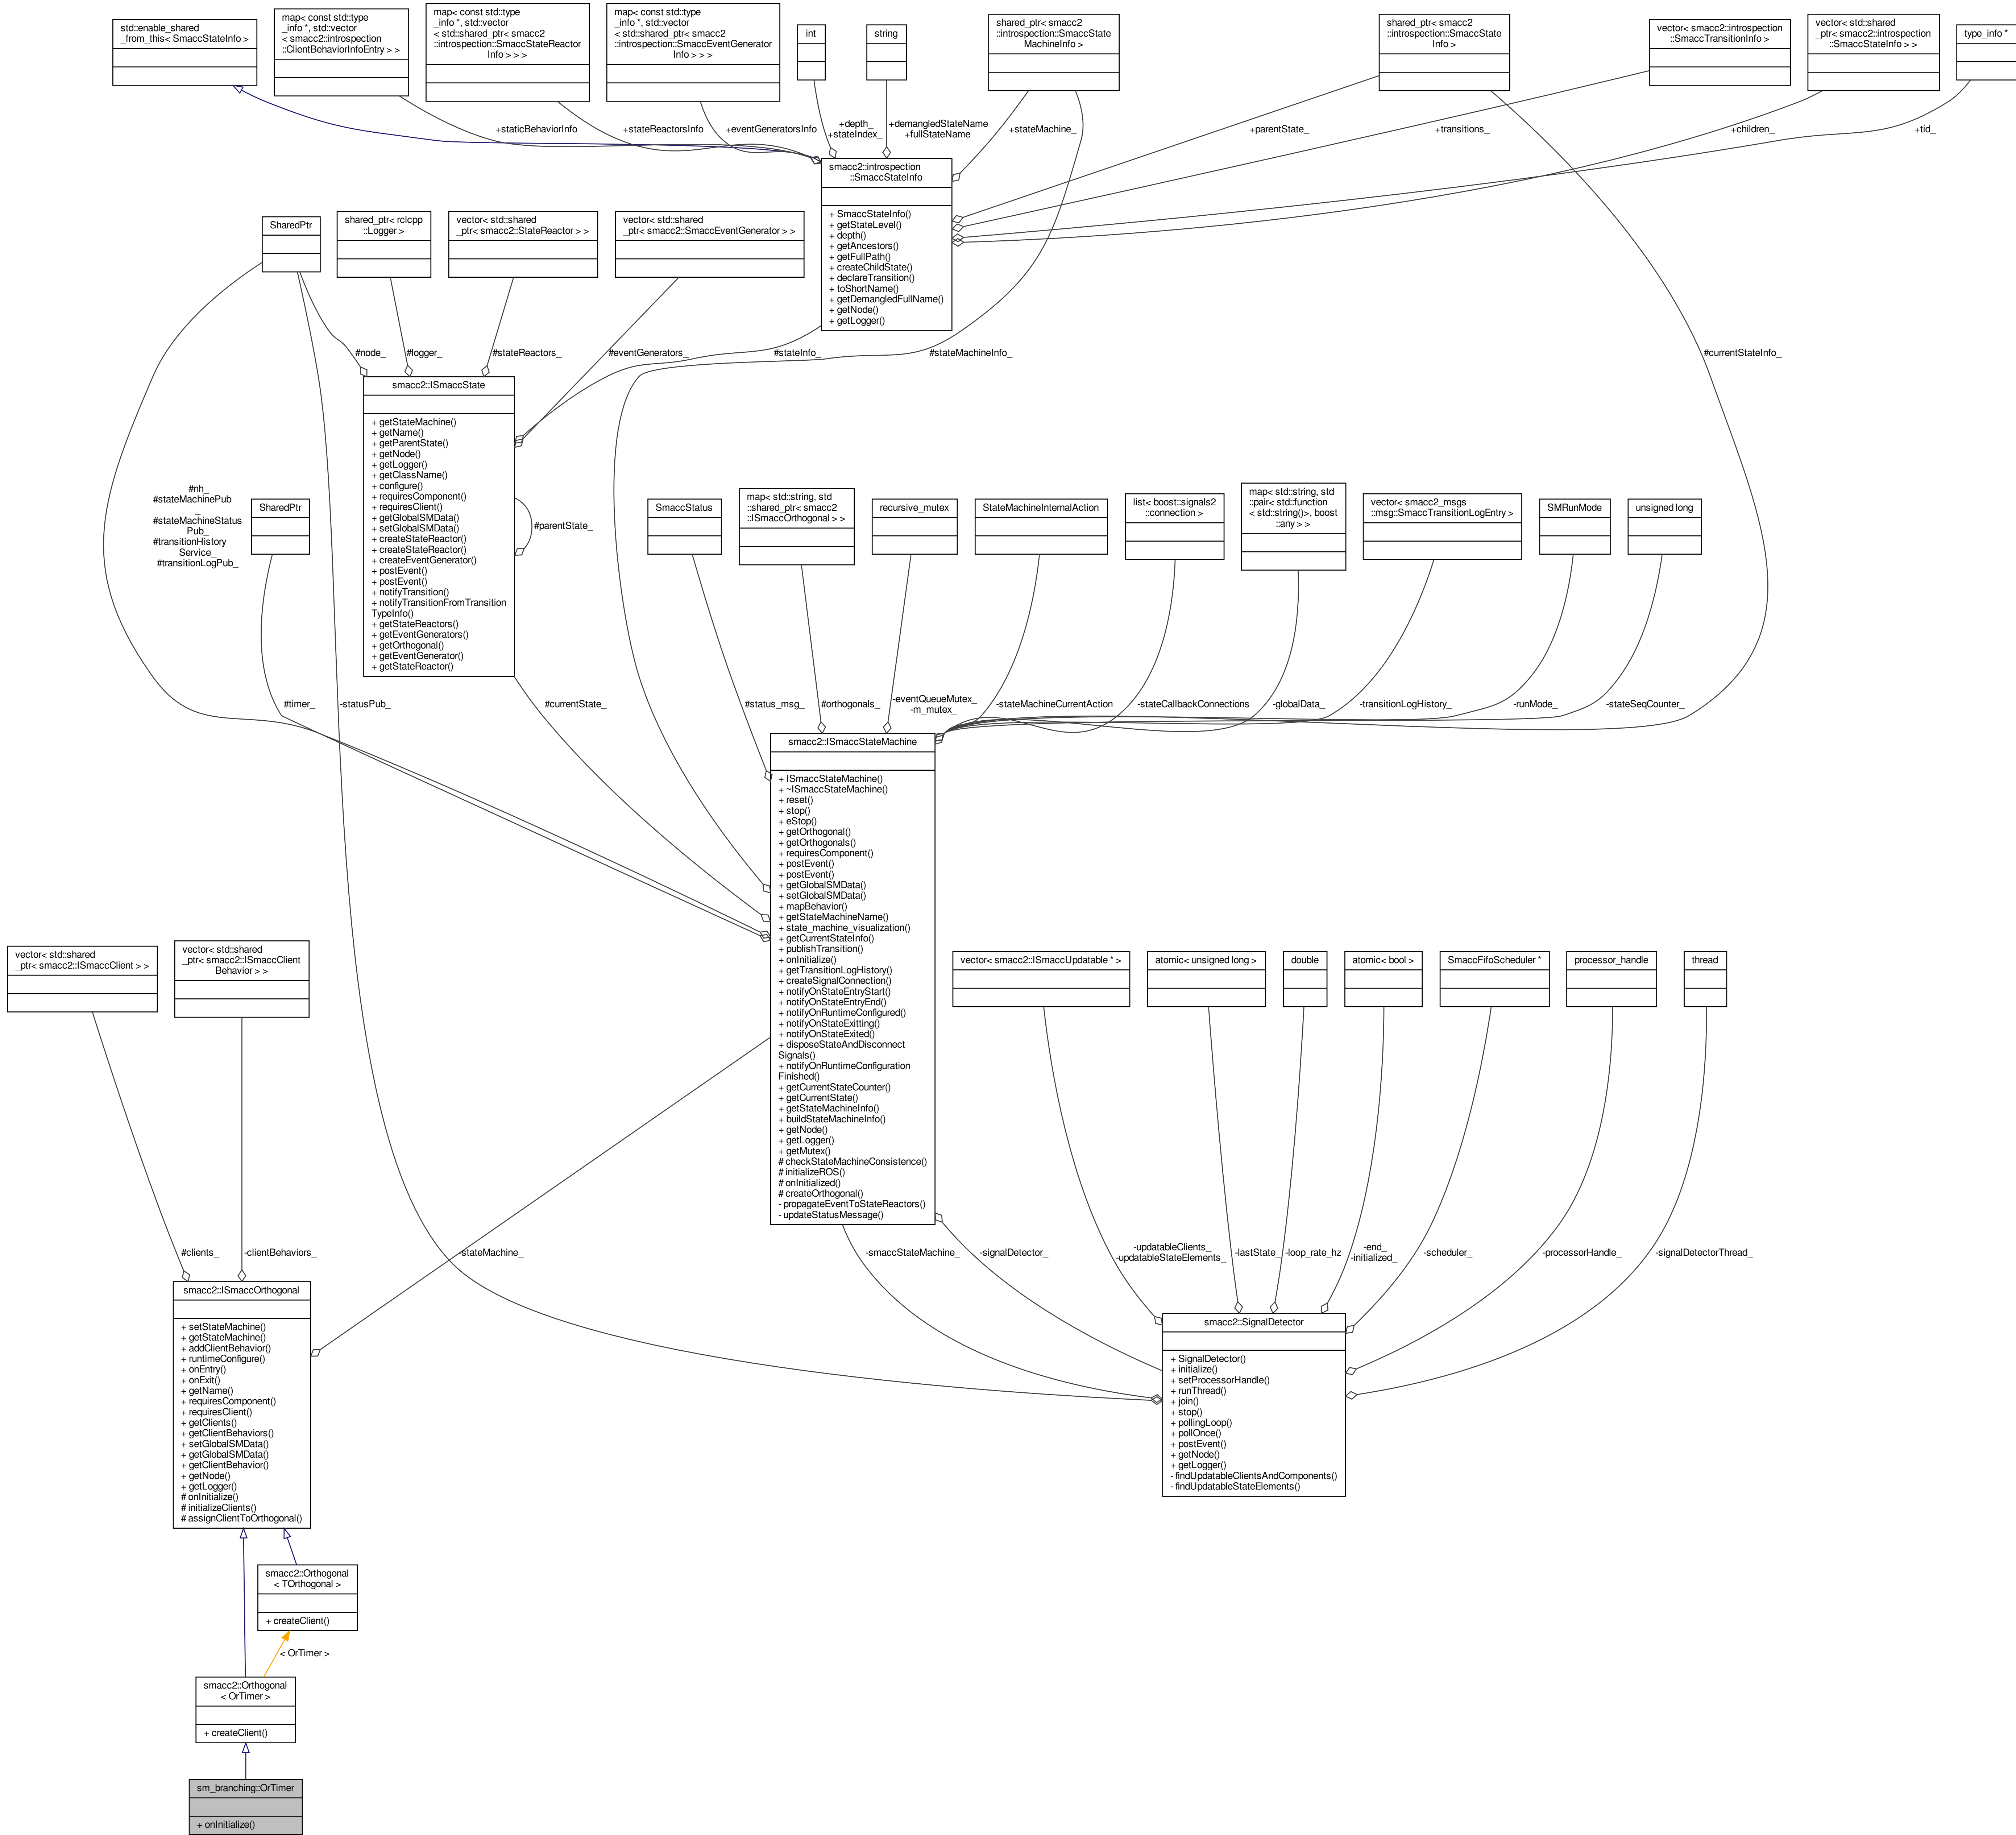 std::enable_shared
_from_this< SmaccStateInfo >
map< const std::type
_info *, std::vector
< smacc2::introspection
::ClientBehaviorInfoEntry > >
map< const std::type
_info *, std::vector
< std::shared_ptr< smacc2
::introspection::SmaccStateReactor
Info > > >
map< const std::type
_info *, std::vector
< std::shared_ptr< smacc2
::introspection::SmaccEventGenerator
Info > > >
int
string
shared_ptr< smacc2
::introspection::SmaccState
MachineInfo >
shared_ptr< smacc2
::introspection::SmaccState
Info >
vector< smacc2::introspection
::SmaccTransitionInfo >
vector< std::shared
_ptr< smacc2::introspection
::SmaccStateInfo > >
type_info *
+staticBehaviorInfo
+stateReactorsInfo
+eventGeneratorsInfo
+depth_
+stateIndex_
+demangledStateName
+fullStateName
+stateMachine_
+parentState_
+transitions_
+children_
+tid_
smacc2::introspection
::SmaccStateInfo
+ SmaccStateInfo()
+ getStateLevel()
+ depth()
+ getAncestors()
+ getFullPath()
+ createChildState()
+ declareTransition()
+ toShortName()
+ getDemangledFullName()
+ getNode()
+ getLogger()
SharedPtr
shared_ptr< rclcpp
::Logger >
vector< std::shared
_ptr< smacc2::StateReactor > >
vector< std::shared
_ptr< smacc2::SmaccEventGenerator > >
#node_
#logger_
#stateReactors_
#eventGenerators_
#stateInfo_
#stateMachineInfo_
#currentStateInfo_
smacc2::ISmaccState
+ getStateMachine()
+ getName()
+ getParentState()
+ getNode()
+ getLogger()
+ getClassName()
+ configure()
+ requiresComponent()
+ requiresClient()
+ getGlobalSMData()
+ setGlobalSMData()
+ createStateReactor()
+ createStateReactor()
+ createEventGenerator()
+ postEvent()
+ postEvent()
+ notifyTransition()
+ notifyTransitionFromTransition
TypeInfo()
+ getStateReactors()
+ getEventGenerators()
+ getOrthogonal()
+ getEventGenerator()
+ getStateReactor()
#parentState_
#nh_
#stateMachinePub
_
#stateMachineStatus
Pub_
#transitionHistory
Service_
#transitionLogPub_
SharedPtr
SmaccStatus
map< std::string, std
::shared_ptr< smacc2
::ISmaccOrthogonal > >
recursive_mutex
StateMachineInternalAction
list< boost::signals2
::connection >
map< std::string, std
::pair< std::function
< std::string()>, boost
::any > >
vector< smacc2_msgs
::msg::SmaccTransitionLogEntry >
SMRunMode
unsigned long
#timer_
-statusPub_
#currentState_
#status_msg_
#orthogonals_
-eventQueueMutex_
-m_mutex_
-stateMachineCurrentAction
-stateCallbackConnections
-globalData_
-transitionLogHistory_
-runMode_
-stateSeqCounter_
smacc2::ISmaccStateMachine
+ ISmaccStateMachine()
+ ~ISmaccStateMachine()
+ reset()
+ stop()
+ eStop()
+ getOrthogonal()
+ getOrthogonals()
+ requiresComponent()
+ postEvent()
+ postEvent()
+ getGlobalSMData()
+ setGlobalSMData()
+ mapBehavior()
+ getStateMachineName()
+ state_machine_visualization()
+ getCurrentStateInfo()
+ publishTransition()
+ onInitialize()
+ getTransitionLogHistory()
+ createSignalConnection()
+ notifyOnStateEntryStart()
+ notifyOnStateEntryEnd()
+ notifyOnRuntimeConfigured()
+ notifyOnStateExitting()
+ notifyOnStateExited()
+ disposeStateAndDisconnect
Signals()
+ notifyOnRuntimeConfiguration
Finished()
+ getCurrentStateCounter()
+ getCurrentState()
+ getStateMachineInfo()
+ buildStateMachineInfo()
+ getNode()
+ getLogger()
+ getMutex()
# checkStateMachineConsistence()
# initializeROS()
# onInitialized()
# createOrthogonal()
- propagateEventToStateReactors()
- updateStatusMessage()
vector< std::shared
_ptr< smacc2::ISmaccClient > >
vector< std::shared
_ptr< smacc2::ISmaccClient
Behavior > >
vector< smacc2::ISmaccUpdatable * >
atomic< unsigned long >
double
atomic< bool >
SmaccFifoScheduler *
processor_handle
thread
#clients_
-clientBehaviors_
-stateMachine_
-smaccStateMachine_
-signalDetector_
-updatableClients_
-updatableStateElements_
-lastState_
-loop_rate_hz
-end_
-initialized_
-scheduler_
-processorHandle_
-signalDetectorThread_
smacc2::ISmaccOrthogonal
+ setStateMachine()
+ getStateMachine()
+ addClientBehavior()
+ runtimeConfigure()
+ onEntry()
+ onExit()
+ getName()
+ requiresComponent()
+ requiresClient()
+ getClients()
+ getClientBehaviors()
+ setGlobalSMData()
+ getGlobalSMData()
+ getClientBehavior()
+ getNode()
+ getLogger()
# onInitialize()
# initializeClients()
# assignClientToOrthogonal()
smacc2::SignalDetector
+ SignalDetector()
+ initialize()
+ setProcessorHandle()
+ runThread()
+ join()
+ stop()
+ pollingLoop()
+ pollOnce()
+ postEvent()
+ getNode()
+ getLogger()
- findUpdatableClientsAndComponents()
- findUpdatableStateElements()
smacc2::Orthogonal
< TOrthogonal >
+ createClient()
< OrTimer >
smacc2::Orthogonal
< OrTimer >
+ createClient()
sm_branching::OrTimer
+ onInitialize()